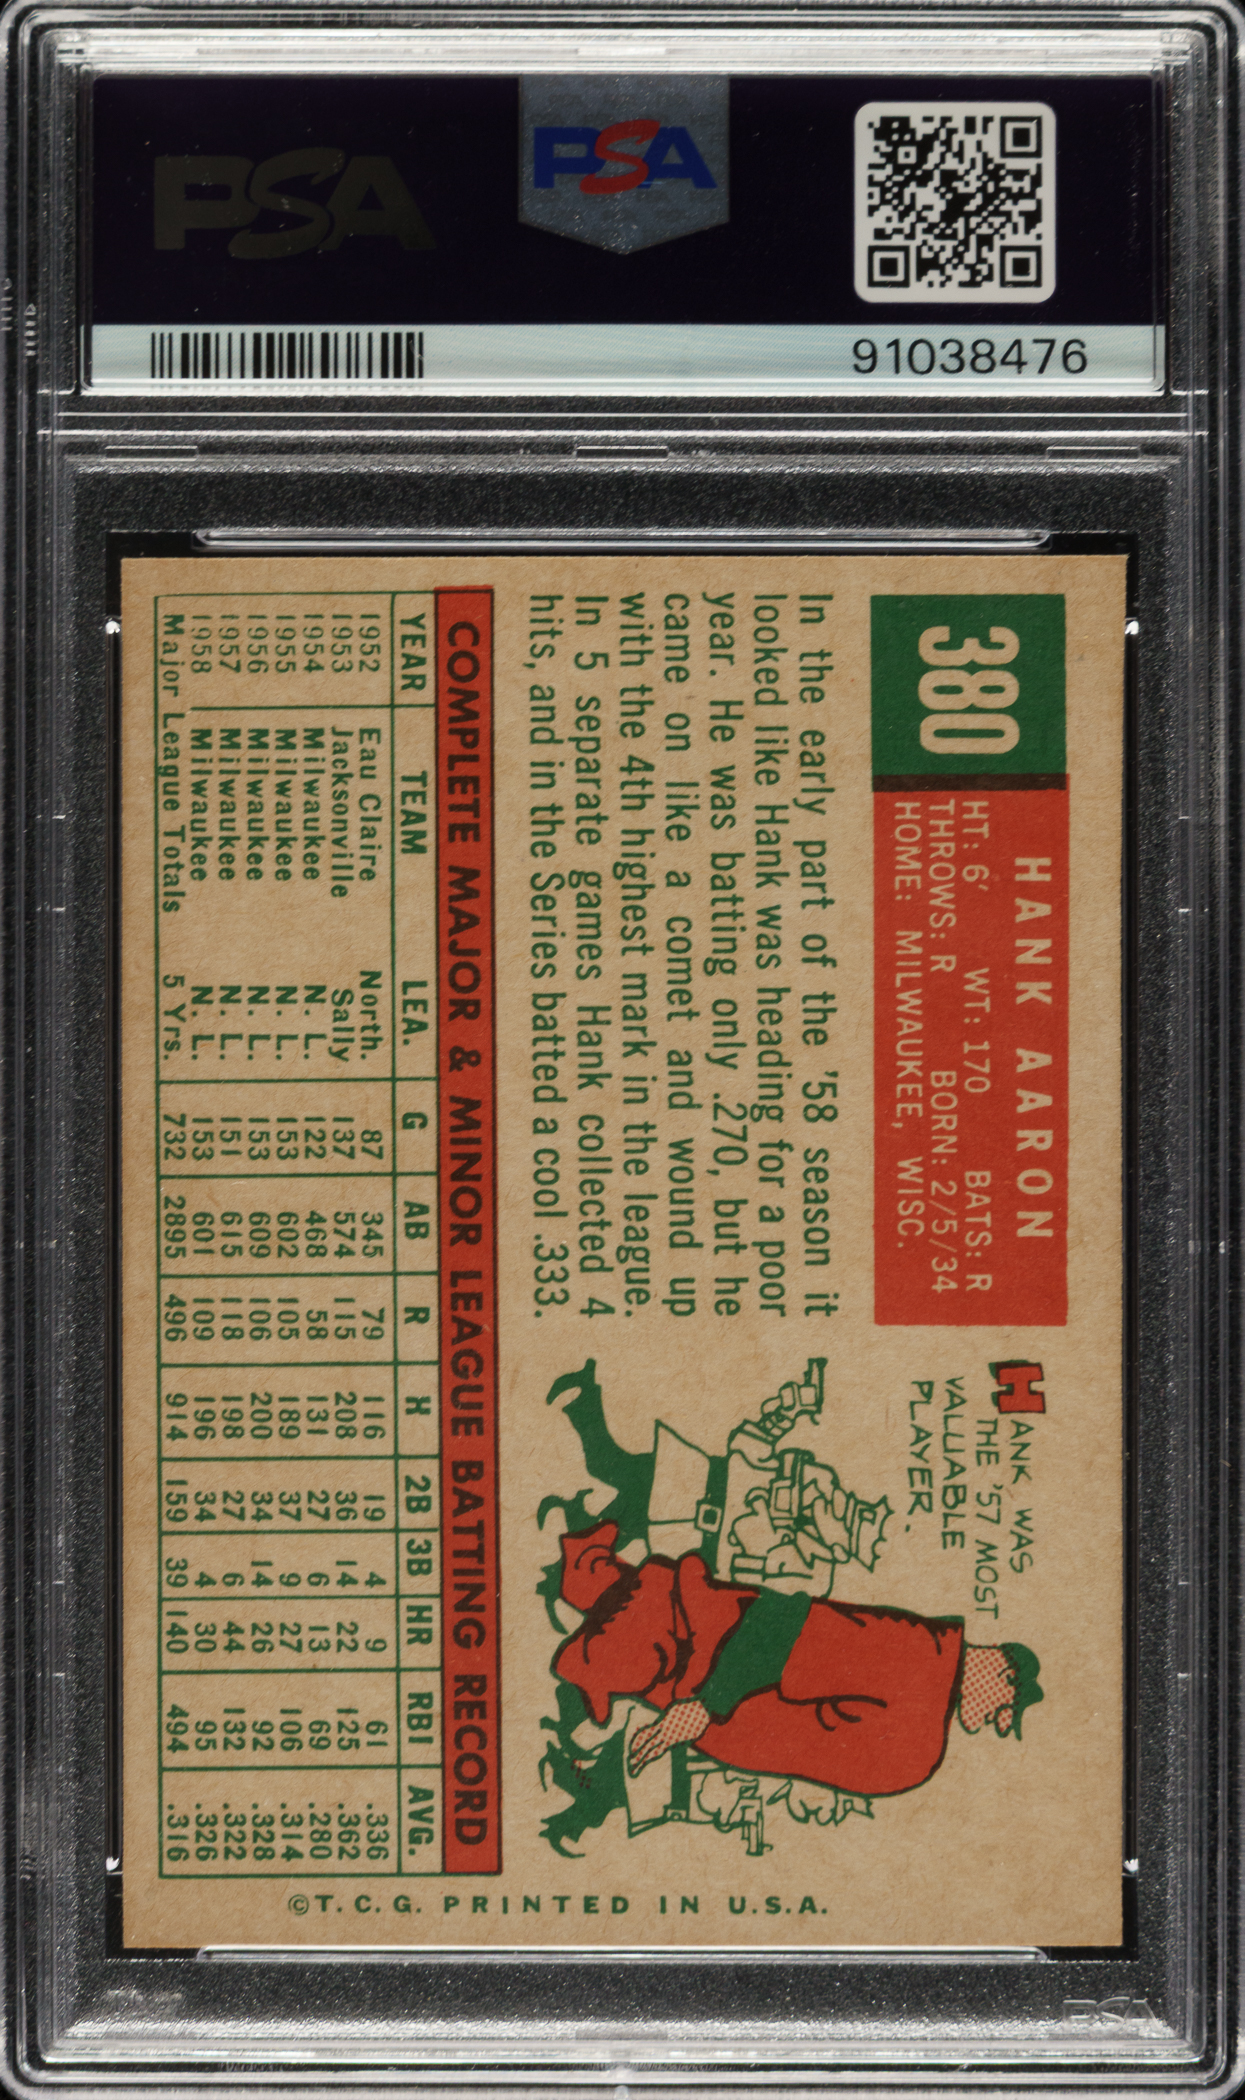 PSA
PSA
91038476
380
HANK AARON
HT: 6' WT: 170 BATS: R
THROWS: R BORN: 2/5/34
HOME: MILWAUKEE, WISC.
HANK WAS
THE '57 MOST
VALUABLE
PLAYER.
In the early part of the '58 season it
looked like Hank was heading for a poor
year. He was batting only .270, but he
came on like a comet and wound up
with the 4th highest mark in the league.
In 5 separate games Hank collected 4
hits, and in the Series batted a cool .333.
COMPLETE MAJOR & MINOR LEAGUE BATTING RECORD
YEAR TEAM LEA. G AB R H 2B 3B HR RBI AVG.
1952 Eau Claire North. 87 345 79 116 19 4 9 61 .336
1953 Jacksonville Sally 137 574 115 208 36 14 22 125 .362
1954 Milwaukee N. L. 122 468 58 131 27 6 13 69 .280
1955 Milwaukee N. L. 153 602 105 189 37 9 27 106 .314
1956 Milwaukee N. L. 153 609 106 200 34 14 26 92 .328
1957 Milwaukee N. L. 151 615 118 198 27 6 44 132 .322
1958 Milwaukee N. L. 153 601 109 196 34 4 30 95 .326
Major League Totals 5 Yrs. 732 2895 496 914 159 39 140 494 .316
©T. C. G. PRINTED IN U.S.A.
PSA